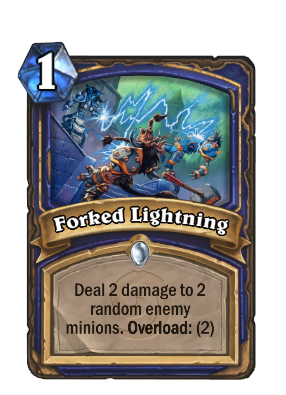 1
Forked Lightning
Deal 2 damage to 2
random enemy
minions. Overload: (2)